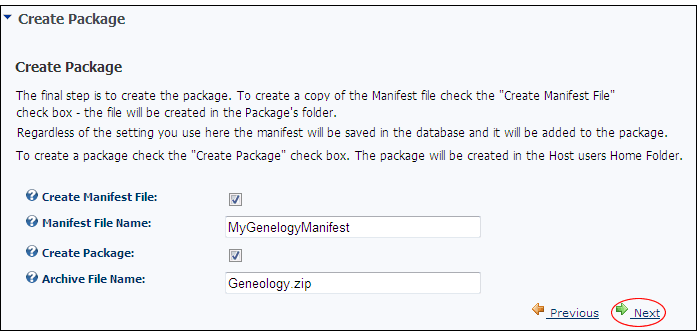 Create Package
Create Package
The final step is to create the package. To create a copy of the Manifest file check the "Create Manifest File"
check box - the file will be created in the Package's folder.
Regardless of the setting you use here the manifest will be saved in the database and it will be added to the package.
To create a package check the "Create Package" check box. The package will be created in the Host users Home Folder.
Create Manifest File:
Manifest File Name: MyGenelogyManifest
Create Package:
Archive File Name: Geneology.zip
Previous Next